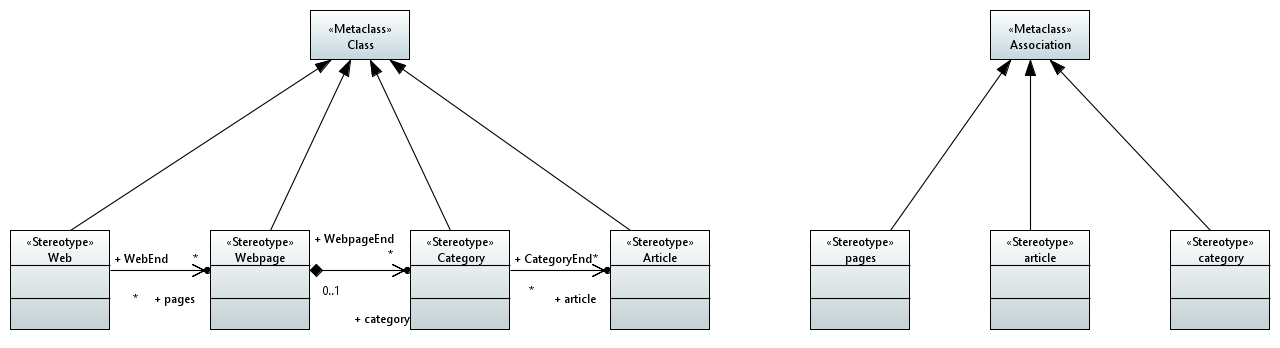 «Metaclass»
Class
«Metaclass»
Association
«Stereotype»
Web
+ WebEnd
*
*
+ pages
«Stereotype»
Webpage
+ WebpageEnd
*
0..1
+ category
«Stereotype»
Category
+ CategoryEnd*
*
+ article
«Stereotype»
Article
«Stereotype»
pages
«Stereotype»
article
«Stereotype»
category